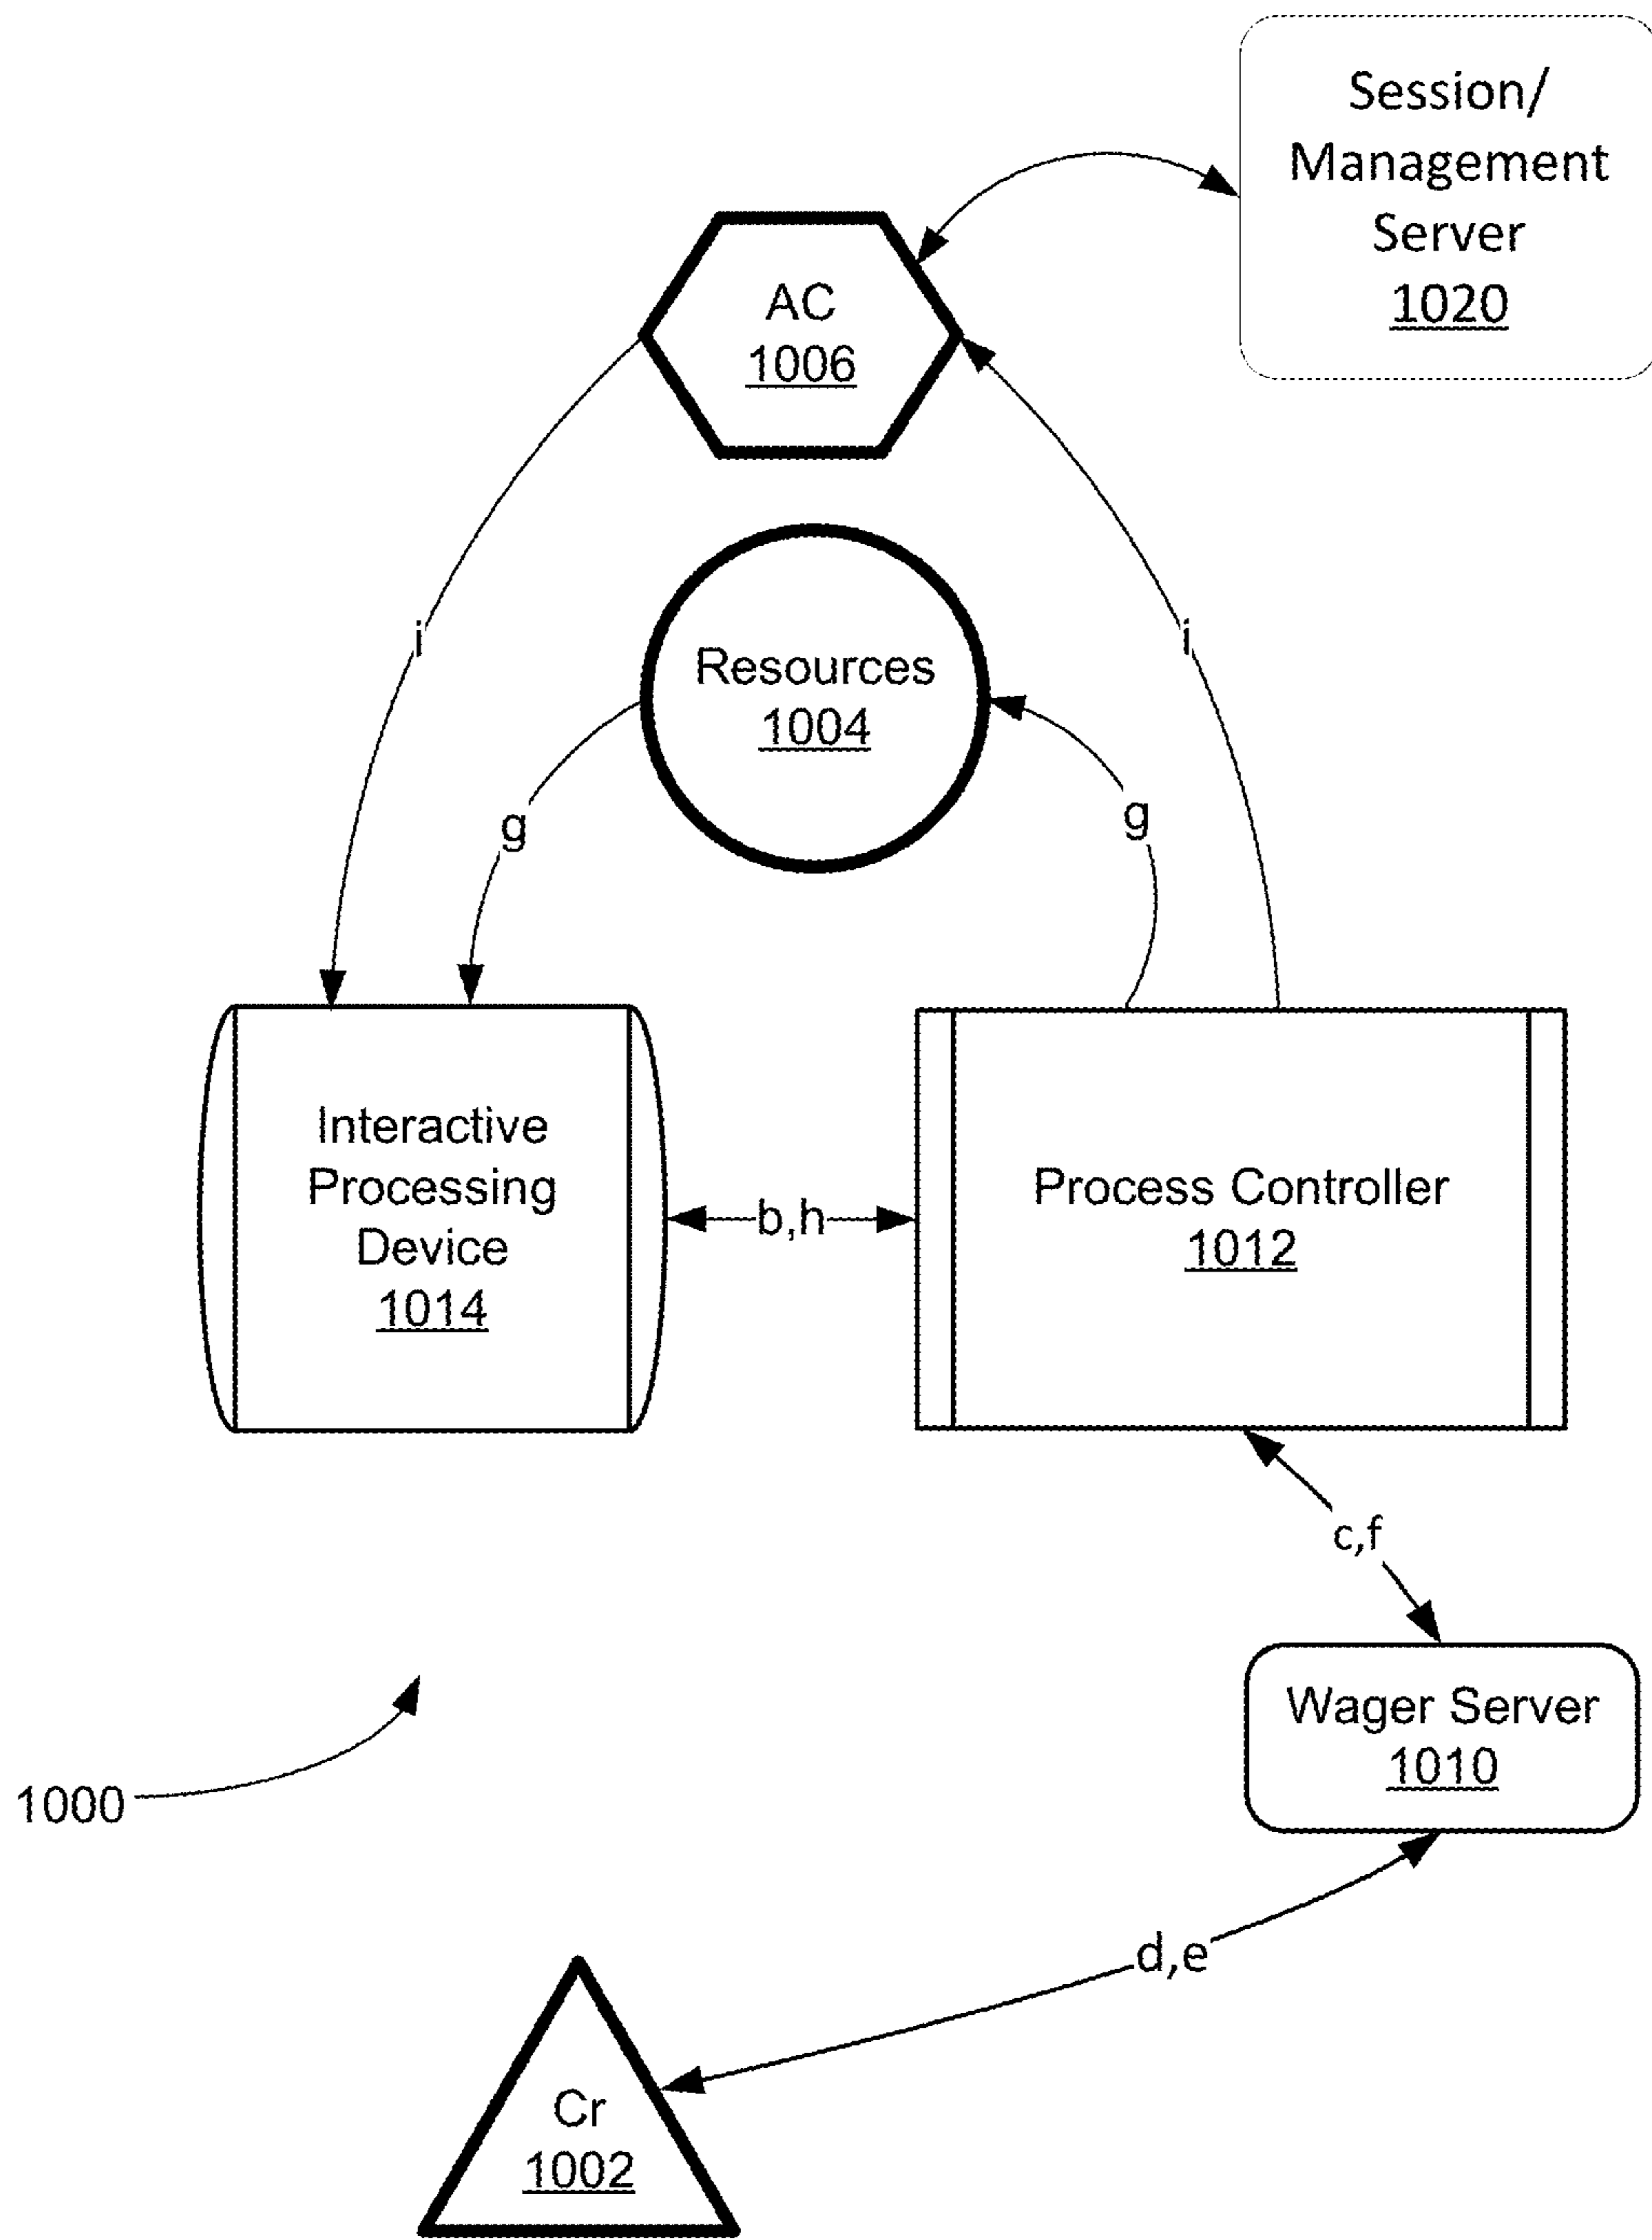 Session/
Management
Server
1020
AC
1006
i
i
Resources
1004
g
g
Interactive
Processing
Device
1014
b,h
Process Controller
1012
c,f
Wager Server
1010
1000
d,e
Cr
1002